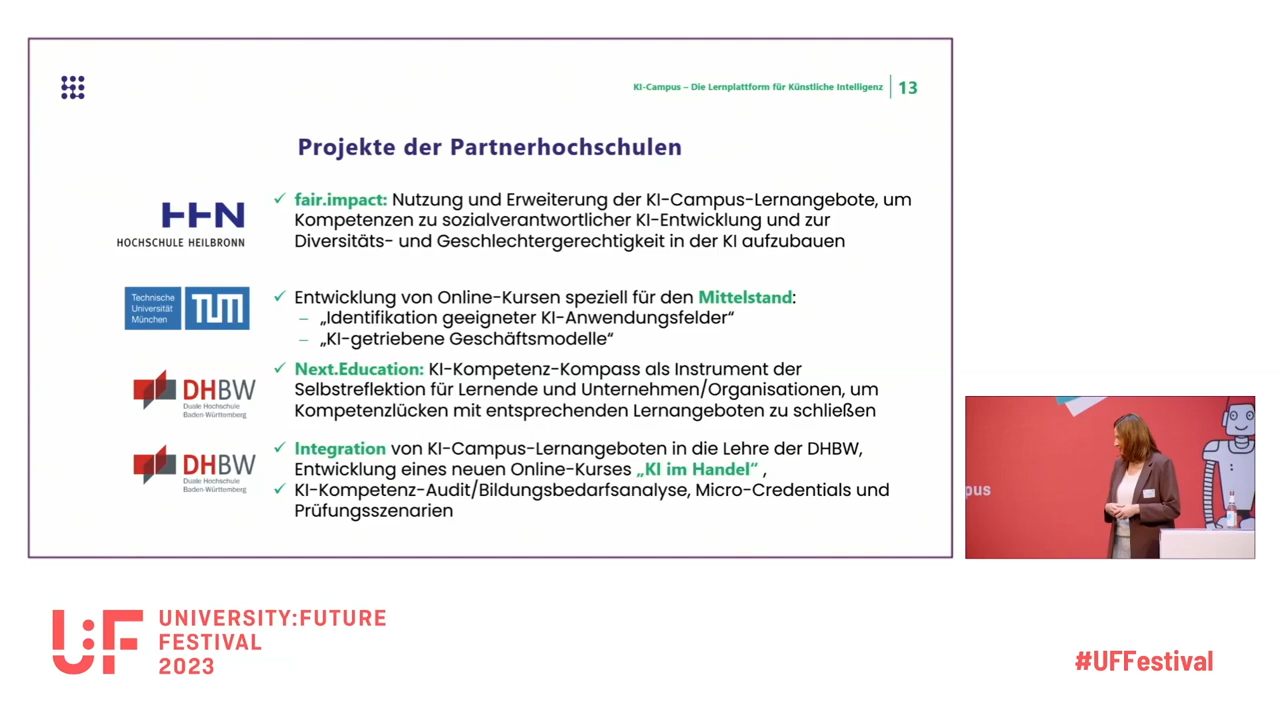 KI-Campus – Die Lernplattform für Künstliche Intelligenz
13
Projekte der Partnerhochschulen
HHN
HOCHSCHULE HEILBRONN
fair.impact: Nutzung und Erweiterung der KI-Campus-Lernangebote, um
Kompetenzen zu sozialverantwortlicher KI-Entwicklung und zur
Diversitäts- und Geschlechtergerechtigkeit in der KI aufzubauen
Technische
Universität
München
TUM
Entwicklung von Online-Kursen speziell für den Mittelstand:
– „Identifikation geeigneter KI-Anwendungsfelder“
– „KI-getriebene Geschäftsmodelle“
DHBW
Duale Hochschule
Baden-Württemberg
Next.Education: KI-Kompetenz-Kompass als Instrument der
Selbstreflektion für Lernende und Unternehmen/Organisationen, um
Kompetenzlücken mit entsprechenden Lernangeboten zu schließen
DHBW
Duale Hochschule
Baden-Württemberg
Integration von KI-Campus-Lernangeboten in die Lehre der DHBW,
Entwicklung eines neuen Online-Kurses „KI im Handel“ ,
KI-Kompetenz-Audit/Bildungsbedarfsanalyse, Micro-Credentials und
Prüfungsszenarien
pus
U:F
UNIVERSITY:FUTURE
FESTIVAL
2023
#UFFestival